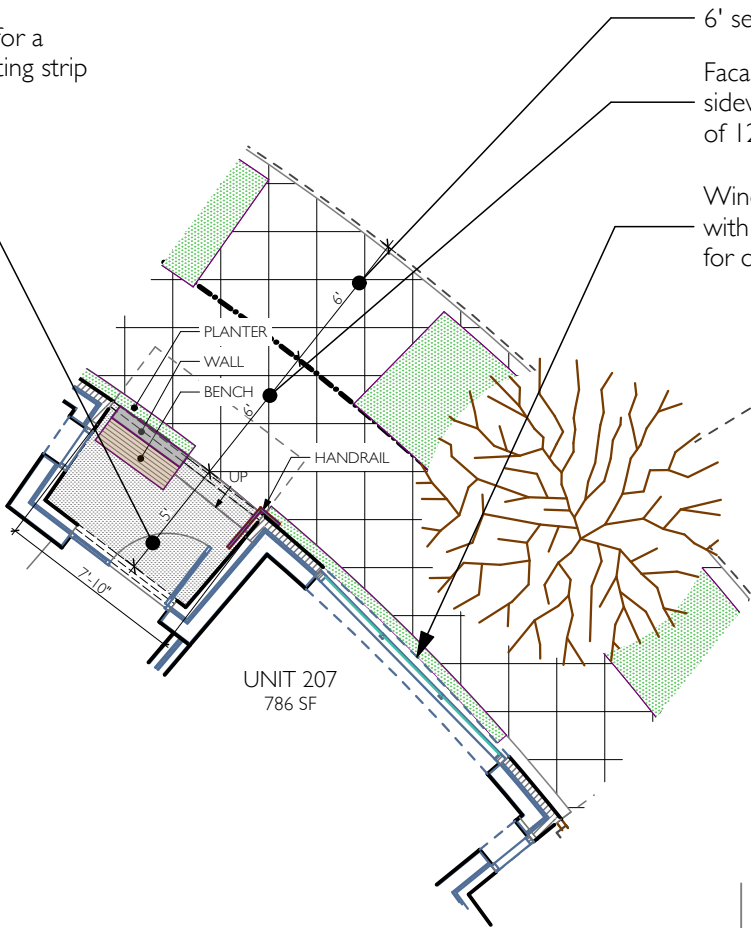 for a
ting strip
6' se
Faca
sidew
of 12
Wind
with
for c
6'
PLANTER
WALL
BENCH
6'
HANDRAIL
UP
5'
7'-10"
UNIT 207
786 SF